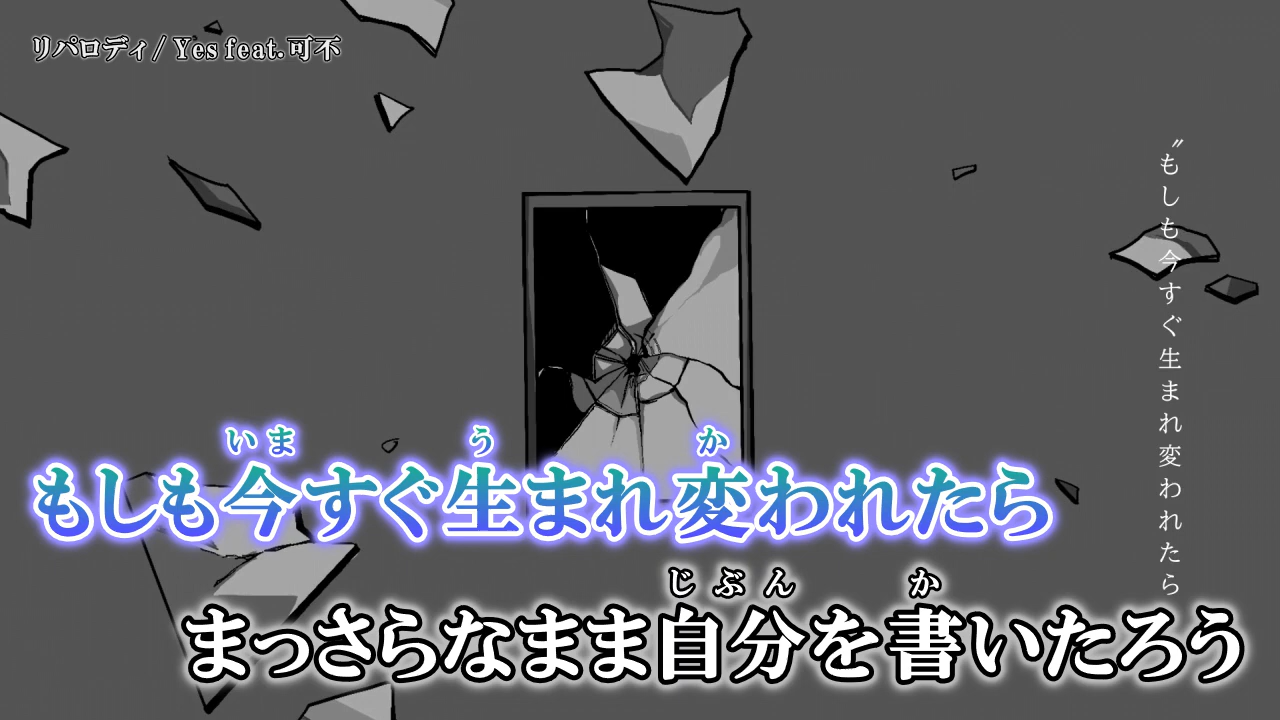 リパロディ/ Yes feat.可不
〝もしも今すぐ生まれ変われたら
いま う か
もしも今すぐ生まれ変われたら
じぶん か
まっさらなまま自分を書いたろう